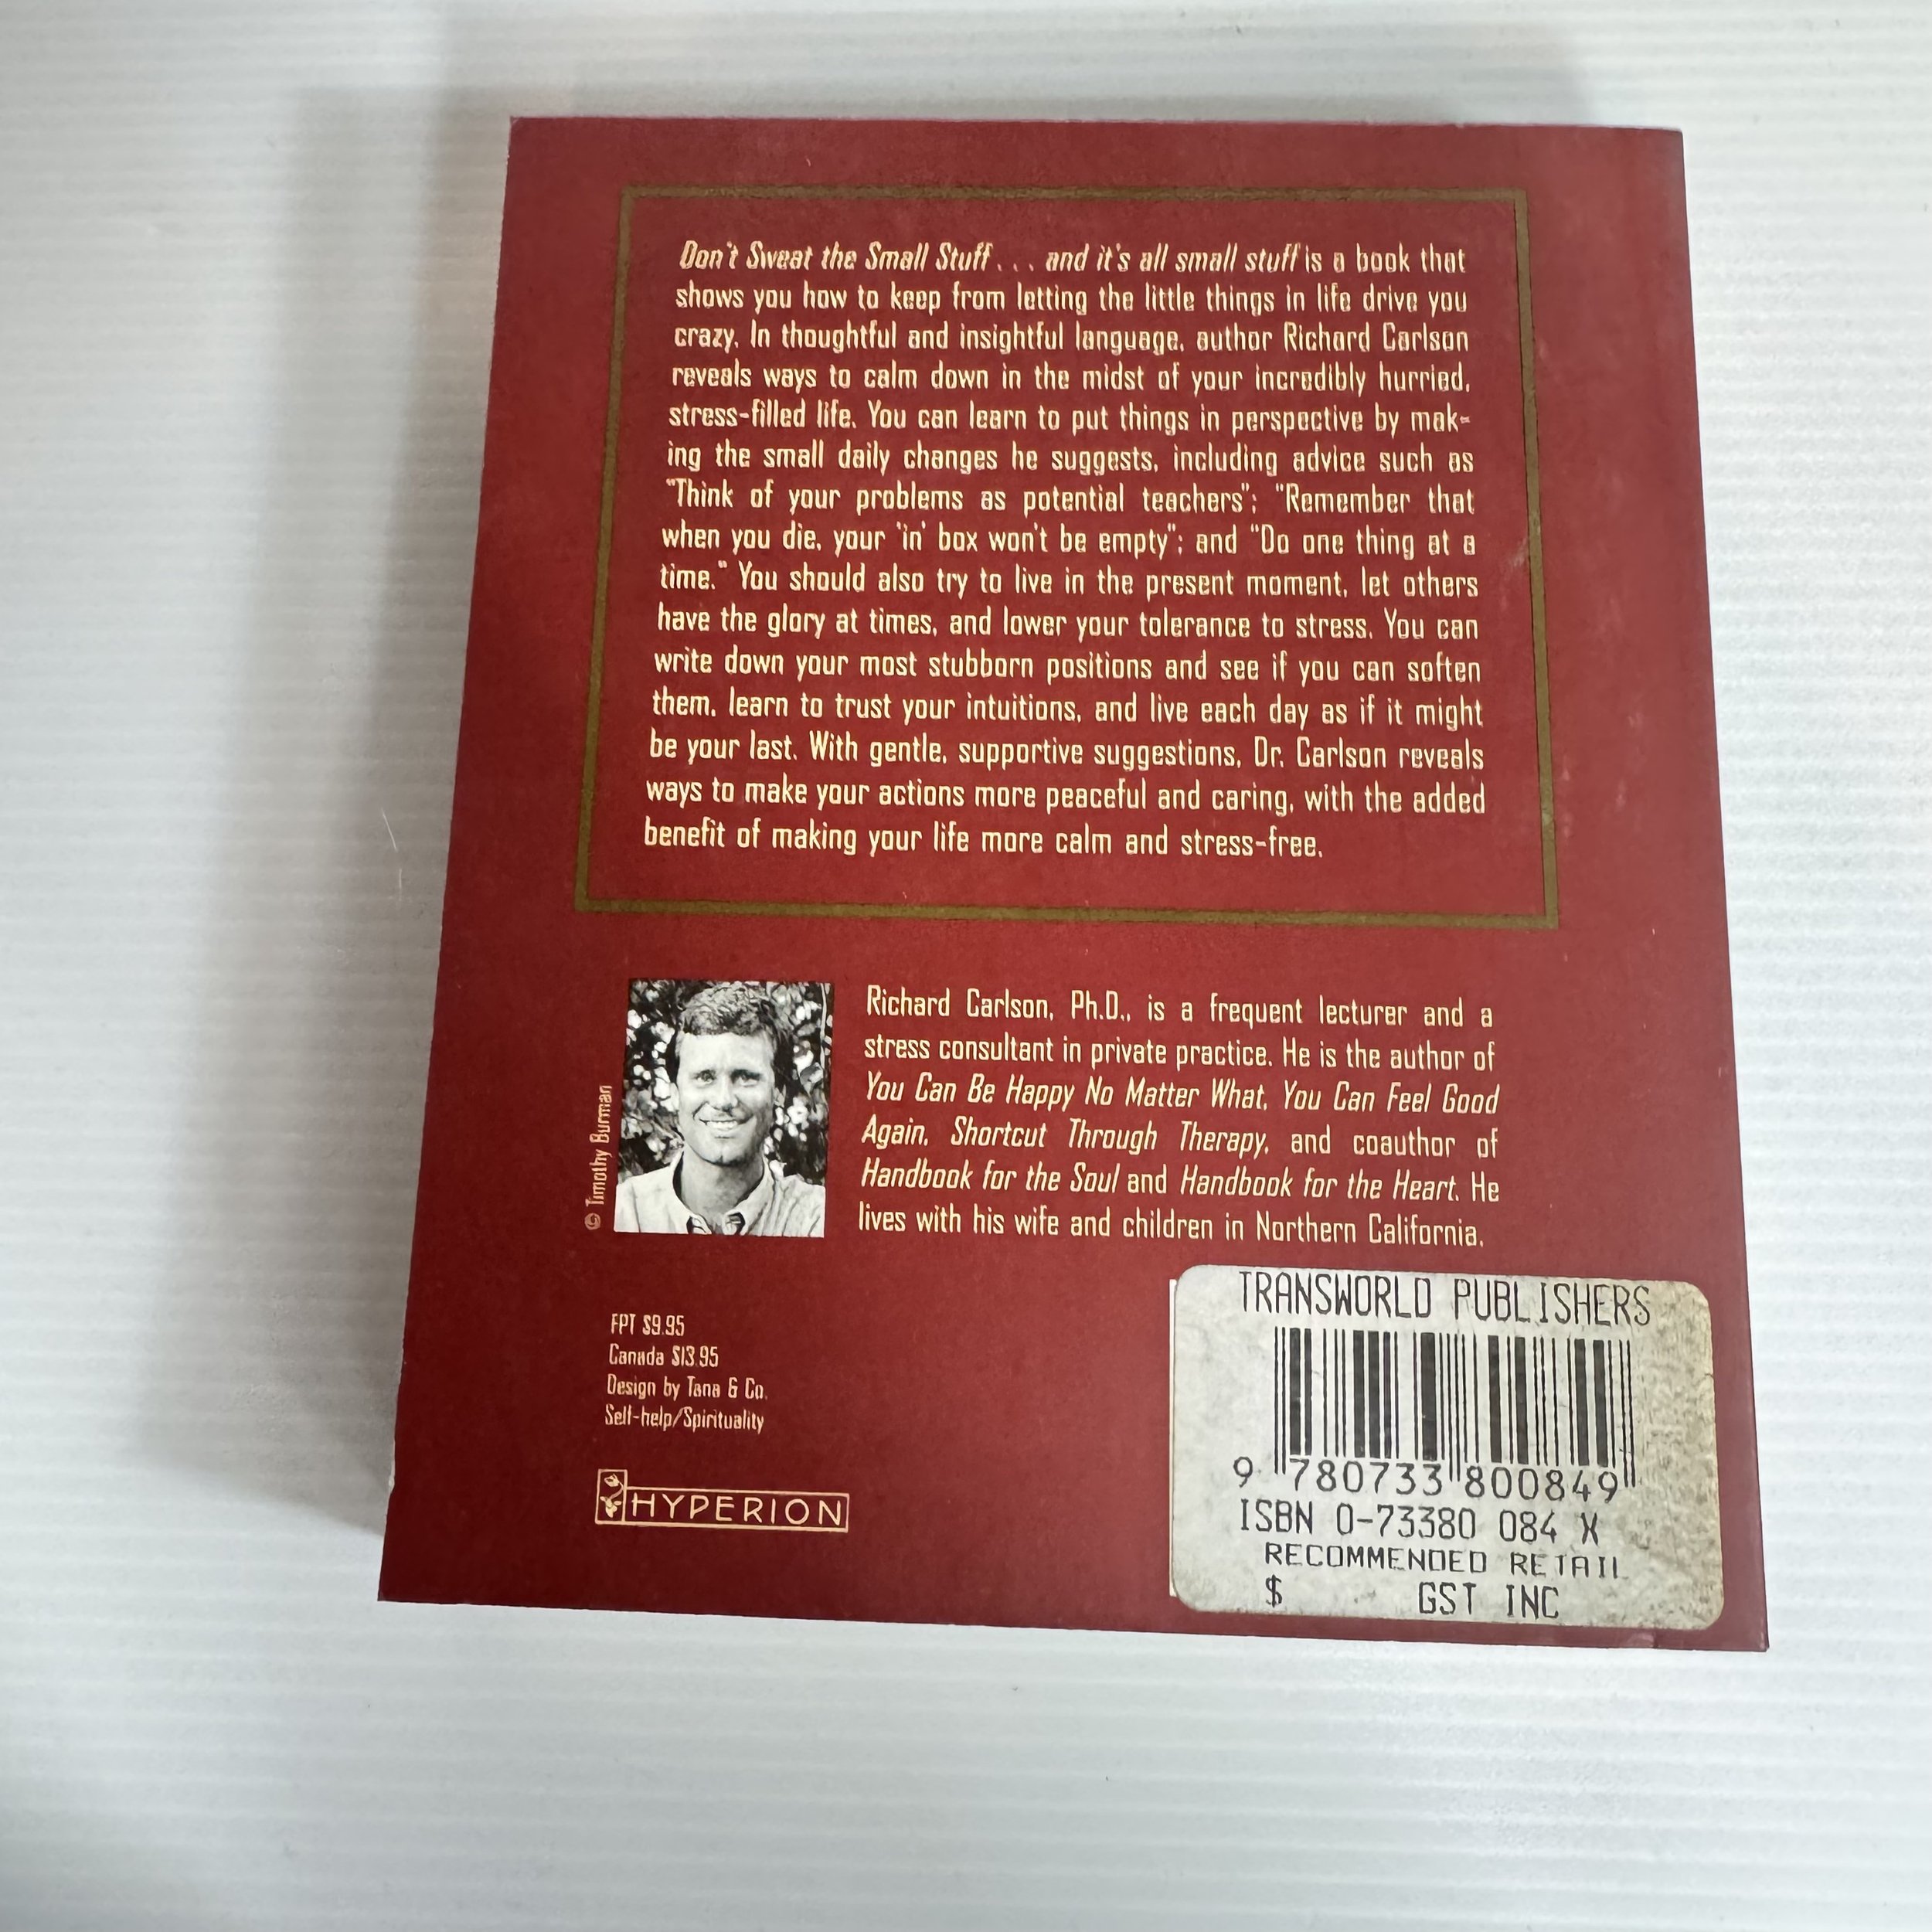 Don't Sweat the Small Stuff . . . and it's all small stuff is a book that
shows you how to keep from letting the little things in life drive you
crazy. In thoughtful and insightful language, author Richard Carlson
reveals ways to calm down in the midst of your incredibly hurried,
stress-filled life. You can learn to put things in perspective by mak-
ing the small daily changes he suggests, including advice such as
"Think of your problems as potential teachers"; "Remember that
when you die, your 'in' box won't be empty"; and "Do one thing at a
time." You should also try to live in the present moment, let others
have the glory at times, and lower your tolerance to stress. You can
write down your most stubborn positions and see if you can soften
them, learn to trust your intuitions, and live each day as if it might
be your last. With gentle, supportive suggestions, Dr. Carlson reveals
ways to make your actions more peaceful and caring, with the added
benefit of making your life more calm and stress-free.
© Timothy Burman
Richard Carlson, Ph.D., is a frequent lecturer and a
stress consultant in private practice. He is the author of
You Can Be Happy No Matter What, You Can Feel Good
Again, Shortcut Through Therapy, and coauthor of
Handbook for the Soul and Handbook for the Heart. He
lives with his wife and children in Northern California.
FPT $9.95
Canada $13.95
Design by Tana & Co.
Self-help/Spirituality
HYPERION
TRANSWORLD PUBLISHERS
9 780733 800849
ISBN 0-73380 084 X
RECOMMENDED RETAIL
$ GST INC